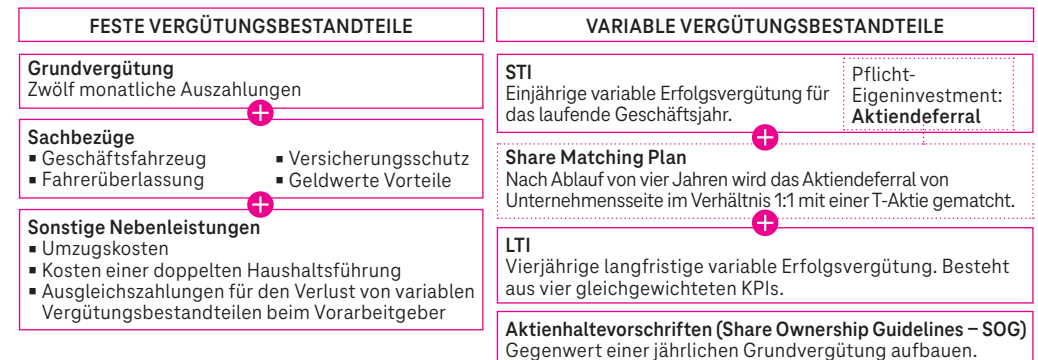 FESTE VERGÜTUNGSBESTANDTEILE
Grundvergütung
Zwölf monatliche Auszahlungen
Sachbezüge
▪ Geschäftsfahrzeug
▪ Fahrerüberlassung
▪ Versicherungsschutz
▪ Geldwerte Vorteile
Sonstige Nebenleistungen
▪ Umzugskosten
▪ Kosten einer doppelten Haushaltsführung
▪ Ausgleichszahlungen für den Verlust von variablen
Vergütungsbestandteilen beim Vorarbeitgeber
VARIABLE VERGÜTUNGSBESTANDTEILE
STI
Einjährige variable Erfolgsvergütung für
das laufende Geschäftsjahr.
Pflicht-
Eigeninvestment:
Aktiendeferral
Share Matching Plan
Nach Ablauf von vier Jahren wird das Aktiendeferral von
Unternehmensseite im Verhältnis 1:1 mit einer T-Aktie gematcht.
LTI
Vierjährige langfristige variable Erfolgsvergütung. Besteht
aus vier gleichgewichteten KPIs.
Aktienhaltevorschriften (Share Ownership Guidelines – SOG)
Gegenwert einer jährlichen Grundvergütung aufbauen.